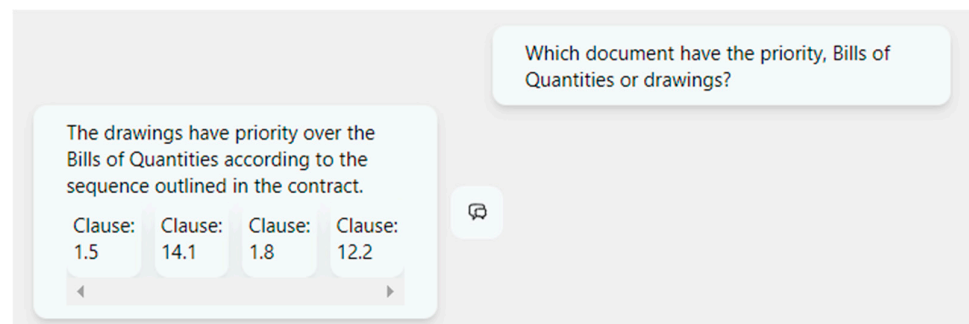 Which document have the priority, Bills of
Quantities or drawings?
The drawings have priority over the
Bills of Quantities according to the
sequence outlined in the contract.
Clause: Clause: Clause: Clause:
1.5 14.1 1.8 12.2